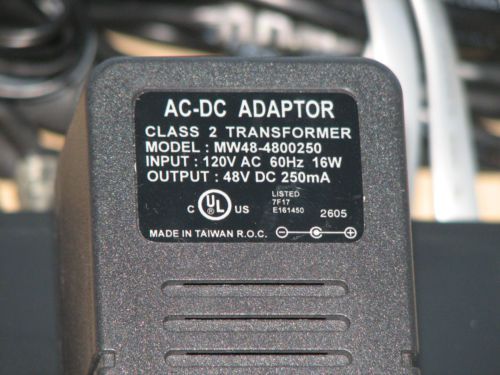 AC-DC ADAPTOR
CLASS 2 TRANSFORMER
MODEL : MW48-4800250
INPUT : 120V AC 60Hz 16W
OUTPUT : 48V DC 250mA
C UL US
LISTED
7F17
E161450
2605
MADE IN TAIWAN R.O.C.